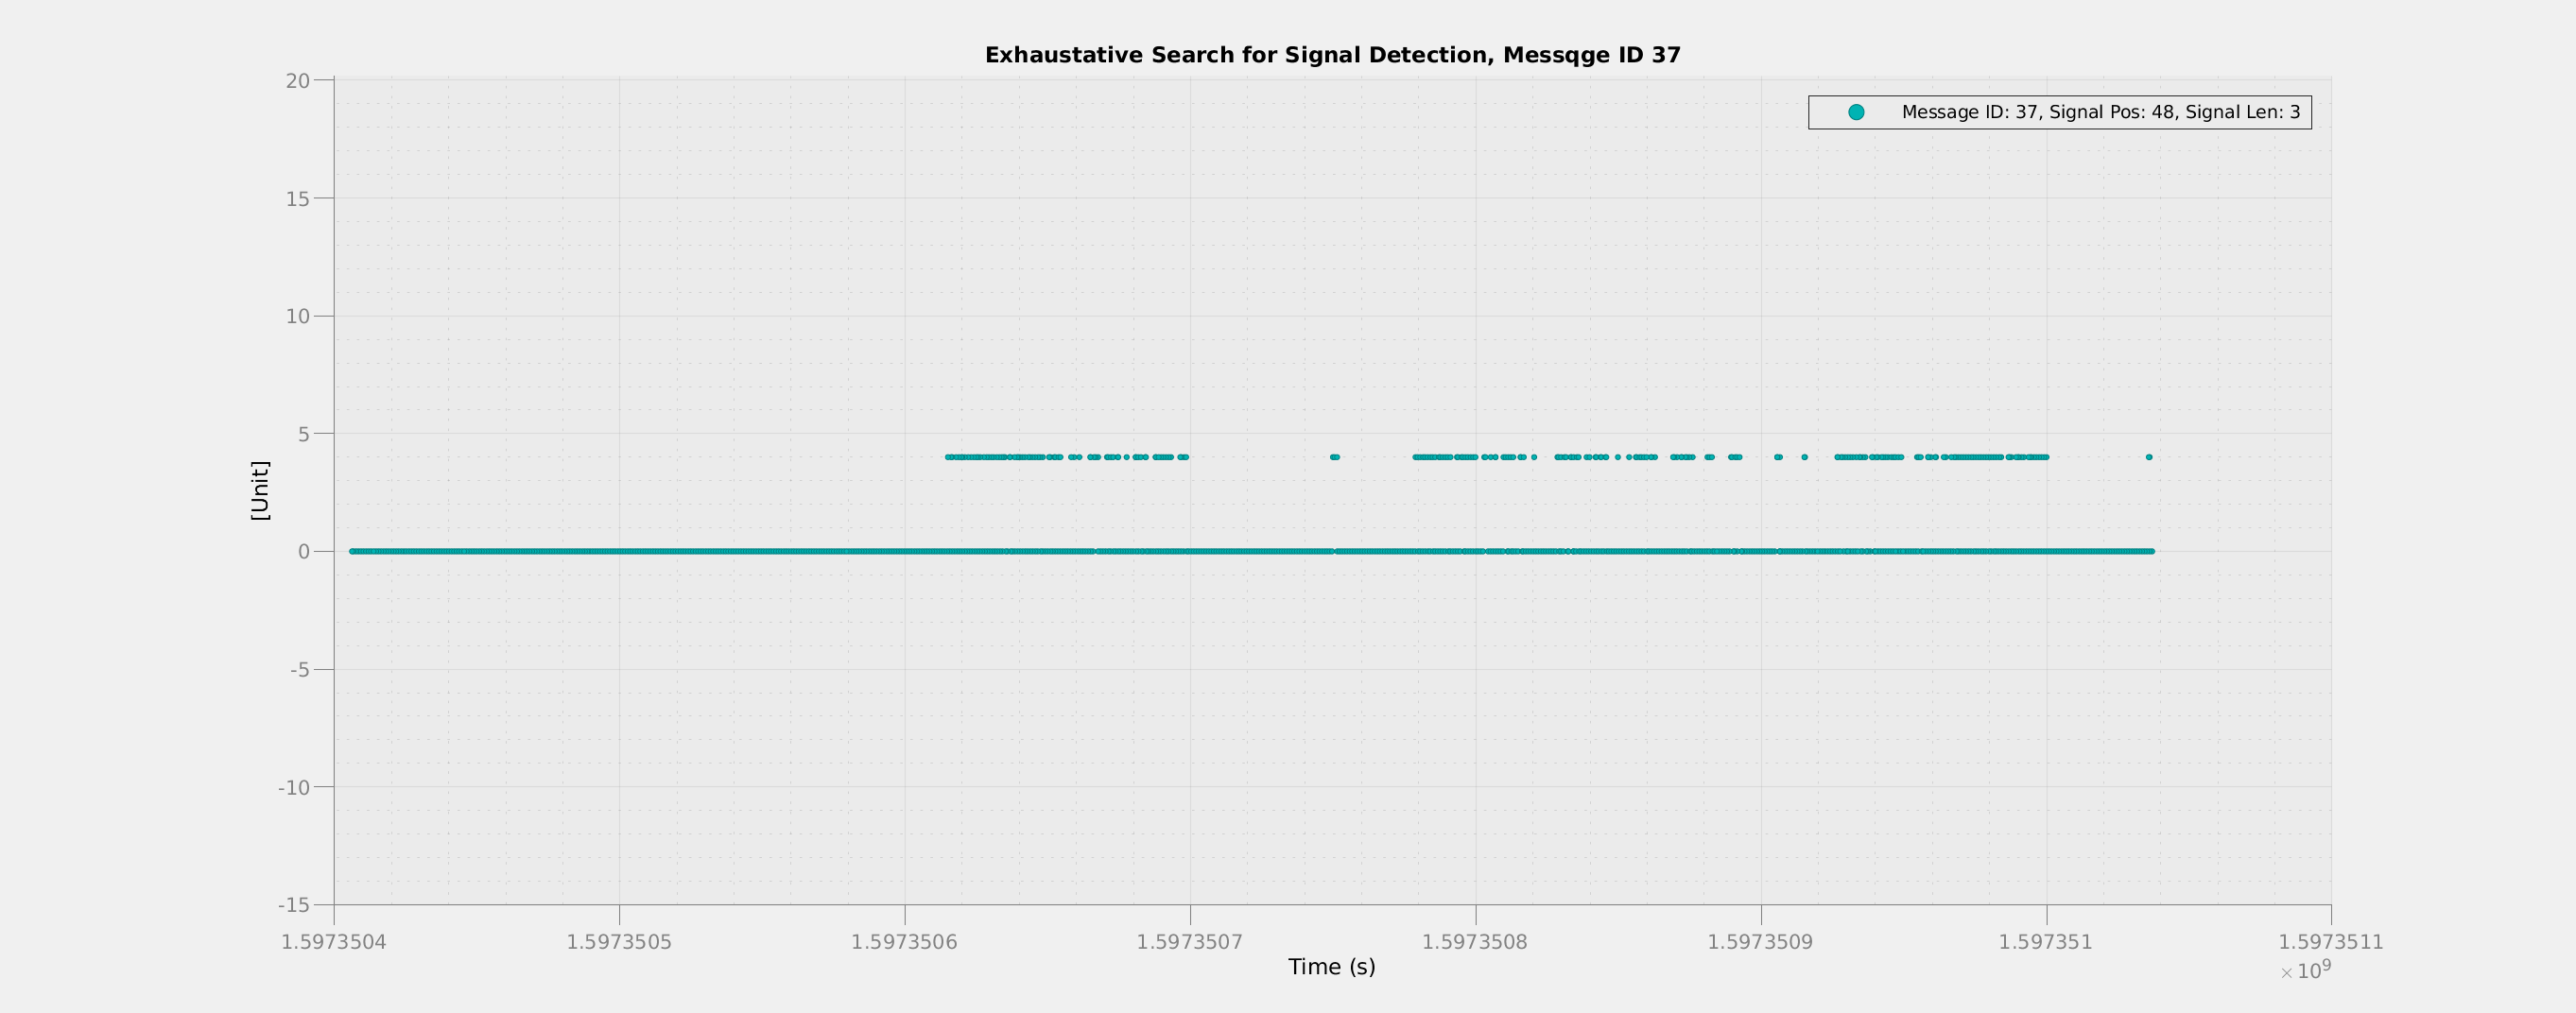 Exhaustative Search for Signal Detection, Messqge ID 37
20
Message ID: 37, Signal Pos: 48, Signal Len: 3
15
10
5
[Unit]
0
-5
-10
-15
1.5973504 1.5973505 1.5973506 1.5973507 1.5973508 1.5973509 1.597351 1.5973511
Time (s)
× 10⁹